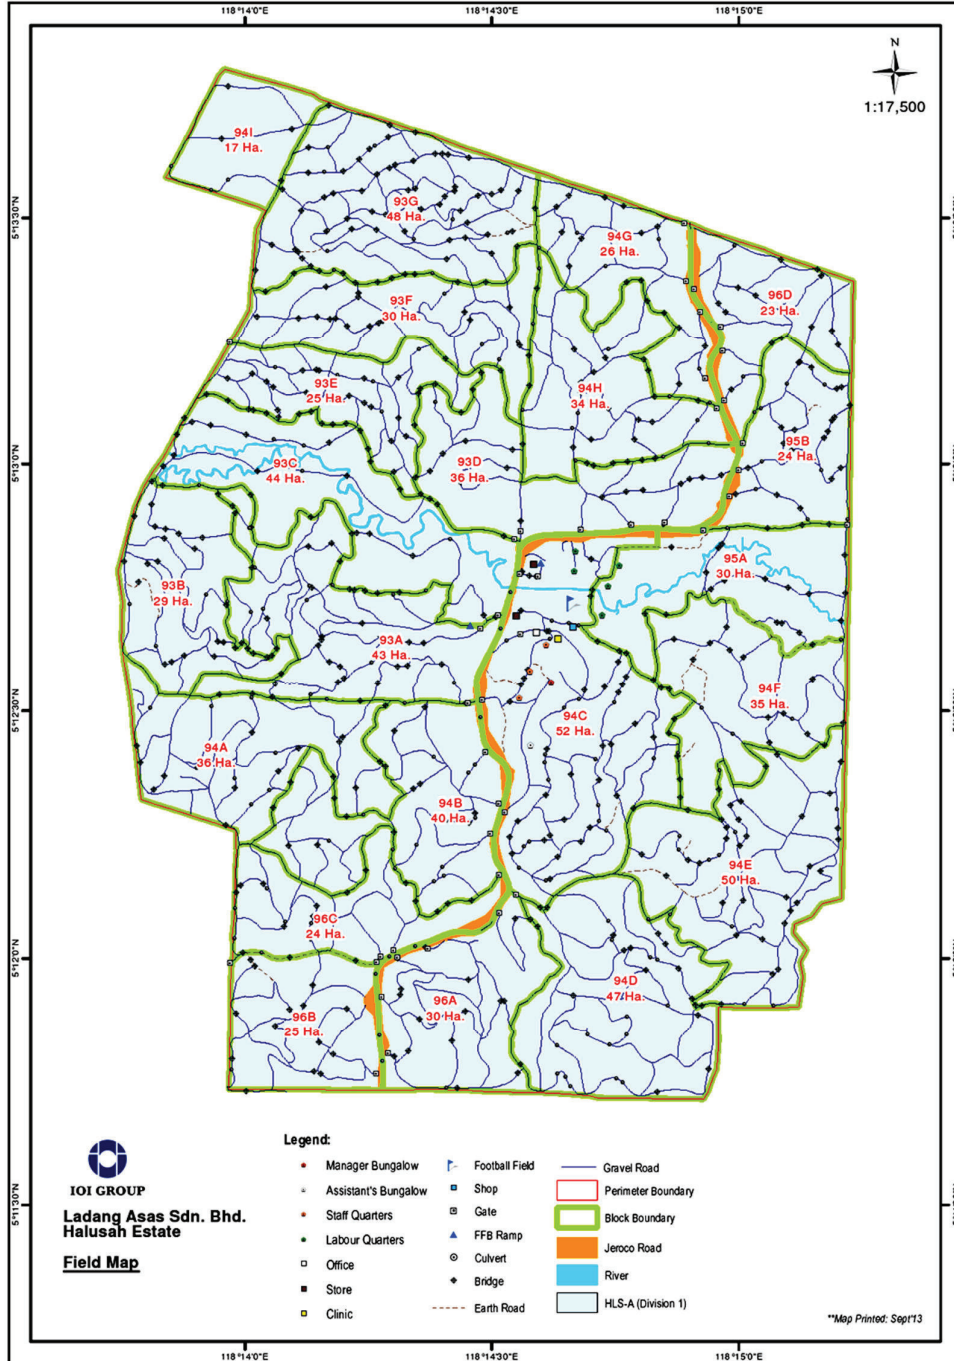 118°14'0"E
118°14'30"E
118°15'0"E
N
1:17,500
5°13'30"N
5°13'0"N
5°12'30"N
5°12'0"N
5°11'30"N
94I
17 Ha.
93G
48 Ha.
94G
26 Ha.
96D
23 Ha.
93F
30 Ha.
93E
25 Ha.
94H
34 Ha.
95B
24 Ha.
93C
44 Ha.
93D
36 Ha.
95A
30 Ha.
93B
29 Ha.
93A
43 Ha.
94F
35 Ha.
94C
52 Ha.
94A
36 Ha.
94B
40 Ha.
94E
50 Ha.
96C
24 Ha.
94D
47 Ha.
96A
30 Ha.
96B
25 Ha.
IOI GROUP
Ladang Asas Sdn. Bhd.
Halusah Estate
Field Map
Legend:
Manager Bungalow
Assistant's Bungalow
Staff Quarters
Labour Quarters
Office
Store
Clinic
Football Field
Shop
Gate
FFB Ramp
Culvert
Bridge
Earth Road
Gravel Road
Perimeter Boundary
Block Boundary
Jeroco Road
River
HLS-A (Division 1)
**Map Printed: Sept'13
118°14'0"E
118°14'30"E
118°15'0"E